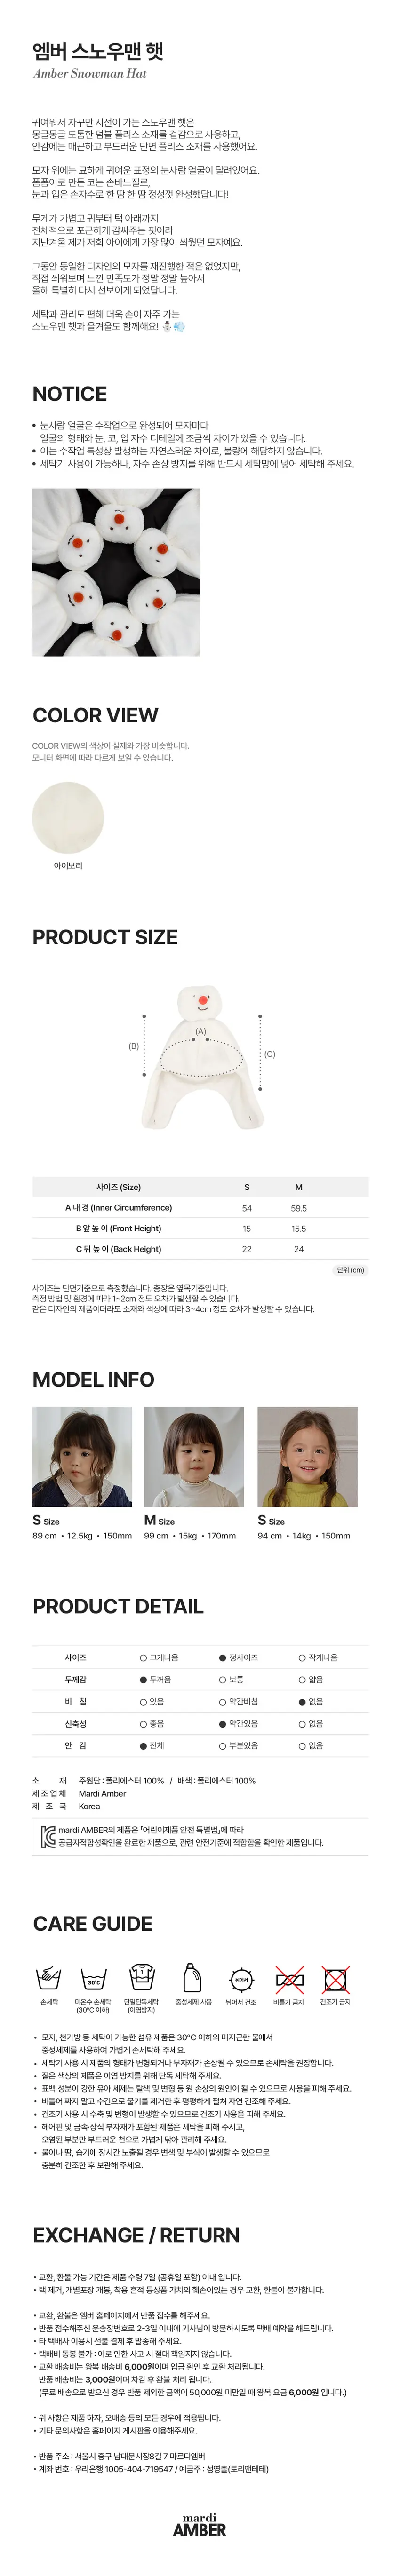 엠버 스노우맨 햇
Amber Snowman Hat
귀여워서 자꾸만 시선이 가는 스노우맨 햇은
몽글몽글 도톰한 덤블 플리스 소재를 겉감으로 사용하고,
안감에는 매끈하고 부드러운 단면 플리스 소재를 사용했어요.
모자 위에는 묘하게 귀여운 표정의 눈사람 얼굴이 달려있어요.
폼폼이로 만든 코는 손바느질로,
눈과 입은 손자수로 한 땀 한 땀 정성껏 완성했답니다!
무게가 가볍고 귀부터 턱 아래까지
전체적으로 포근하게 감싸주는 핏이라
지난겨울 제가 저희 아이에게 가장 많이 씌웠던 모자예요.
그동안 동일한 디자인의 모자를 재진행한 적은 없었지만,
직접 씌워보며 느낀 만족도가 정말 정말 높아서
올해 특별히 다시 선보이게 되었답니다.
세탁과 관리도 편해 더욱 손이 자주 가는
스노우맨 햇과 올겨울도 함께해요! ⛄💨
NOTICE
• 눈사람 얼굴은 수작업으로 완성되어 모자마다
얼굴의 형태와 눈, 코, 입 자수 디테일에 조금씩 차이가 있을 수 있습니다.
• 이는 수작업 특성상 발생하는 자연스러운 차이로, 불량에 해당하지 않습니다.
• 세탁기 사용이 가능하나, 자수 손상 방지를 위해 반드시 세탁망에 넣어 세탁해 주세요.
COLOR VIEW
COLOR VIEW의 색상이 실제와 가장 비슷합니다.
모니터 화면에 따라 다르게 보일 수 있습니다.
아이보리
PRODUCT SIZE
(A)
(B)
(C)
사이즈 (Size) S M
A 내 경 (Inner Circumference) 54 59.5
B 앞 높 이 (Front Height) 15 15.5
C 뒤 높 이 (Back Height) 22 24
단위 (cm)
사이즈는 단면기준으로 측정했습니다. 총장은 옆목기준입니다.
측정 방법 및 환경에 따라 1~2cm 정도 오차가 발생할 수 있습니다.
같은 디자인의 제품이더라도 소재와 색상에 따라 3~4cm 정도 오차가 발생할 수 있습니다.
MODEL INFO
S Size
89 cm • 12.5kg • 150mm
M Size
99 cm • 15kg • 170mm
S Size
94 cm • 14kg • 150mm
PRODUCT DETAIL
사이즈 ○ 크게나옴 ● 정사이즈 ○ 작게나옴
두께감 ● 두꺼움 ○ 보통 ○ 얇음
비 침 ○ 있음 ○ 약간비침 ● 없음
신축성 ○ 좋음 ● 약간있음 ○ 없음
안 감 ● 전체 ○ 부분있음 ○ 없음
소 재 주원단 : 폴리에스터 100% / 배색 : 폴리에스터 100%
제조업체 Mardi Amber
제 조 국 Korea
mardi AMBER의 제품은 「어린이제품 안전 특별법」에 따라
공급자적합성확인을 완료한 제품으로, 관련 안전기준에 적합함을 확인한 제품입니다.
CARE GUIDE
30°C
1
뉘어서
손세탁
미온수 손세탁
(30℃ 이하)
단일단독세탁
(이염방지)
중성세제 사용
뉘어서 건조
비틀기 금지
건조기 금지
• 모자, 천가방 등 세탁이 가능한 섬유 제품은 30℃ 이하의 미지근한 물에서
중성세제를 사용하여 가볍게 손세탁해 주세요.
• 세탁기 사용 시 제품의 형태가 변형되거나 부자재가 손상될 수 있으므로 손세탁을 권장합니다.
• 짙은 색상의 제품은 이염 방지를 위해 단독 세탁해 주세요.
• 표백 성분이 강한 유아 세제는 탈색 및 변형 등 원 손상의 원인이 될 수 있으므로 사용을 피해 주세요.
• 비틀어 짜지 말고 수건으로 물기를 제거한 후 평평하게 펼쳐 자연 건조해 주세요.
• 건조기 사용 시 수축 및 변형이 발생할 수 있으므로 건조기 사용을 피해 주세요.
• 헤어핀 및 금속·장식 부자재가 포함된 제품은 세탁을 피해 주시고,
오염된 부분만 부드러운 천으로 가볍게 닦아 관리해 주세요.
• 물이나 땀, 습기에 장시간 노출될 경우 변색 및 부식이 발생할 수 있으므로
충분히 건조한 후 보관해 주세요.
EXCHANGE / RETURN
• 교환, 환불 가능 기간은 제품 수령 7일 (공휴일 포함) 이내 입니다.
• 택 제거, 개별포장 개봉, 착용 흔적 등상품 가치의 훼손이있는 경우 교환, 환불이 불가합니다.
• 교환, 환불은 엠버 홈페이지에서 반품 접수를 해주세요.
• 반품 접수해주신 운송장번호로 2-3일 이내에 기사님이 방문하시도록 택배 예약을 해드립니다.
• 타 택배사 이용시 선불 결제 후 발송해 주세요.
• 택배비 동봉 불가 : 이로 인한 사고 시 절대 책임지지 않습니다.
• 교환 배송비는 왕복 배송비 6,000원이며 입금 확인 후 교환 처리됩니다.
반품 배송비는 3,000원이며 차감 후 환불 처리 됩니다.
(무료 배송으로 받으신 경우 반품 제외한 금액이 50,000원 미만일 때 왕복 요금 6,000원 입니다.)
• 위 사항은 제품 하자, 오배송 등의 모든 경우에 적용됩니다.
• 기타 문의사항은 홈페이지 게시판을 이용해주세요.
• 반품 주소 : 서울시 중구 남대문시장8길 7 마르디엠버
• 계좌 번호 : 우리은행 1005-404-719547 / 예금주 : 성영출(토리맨테테)
mardi
AMBER